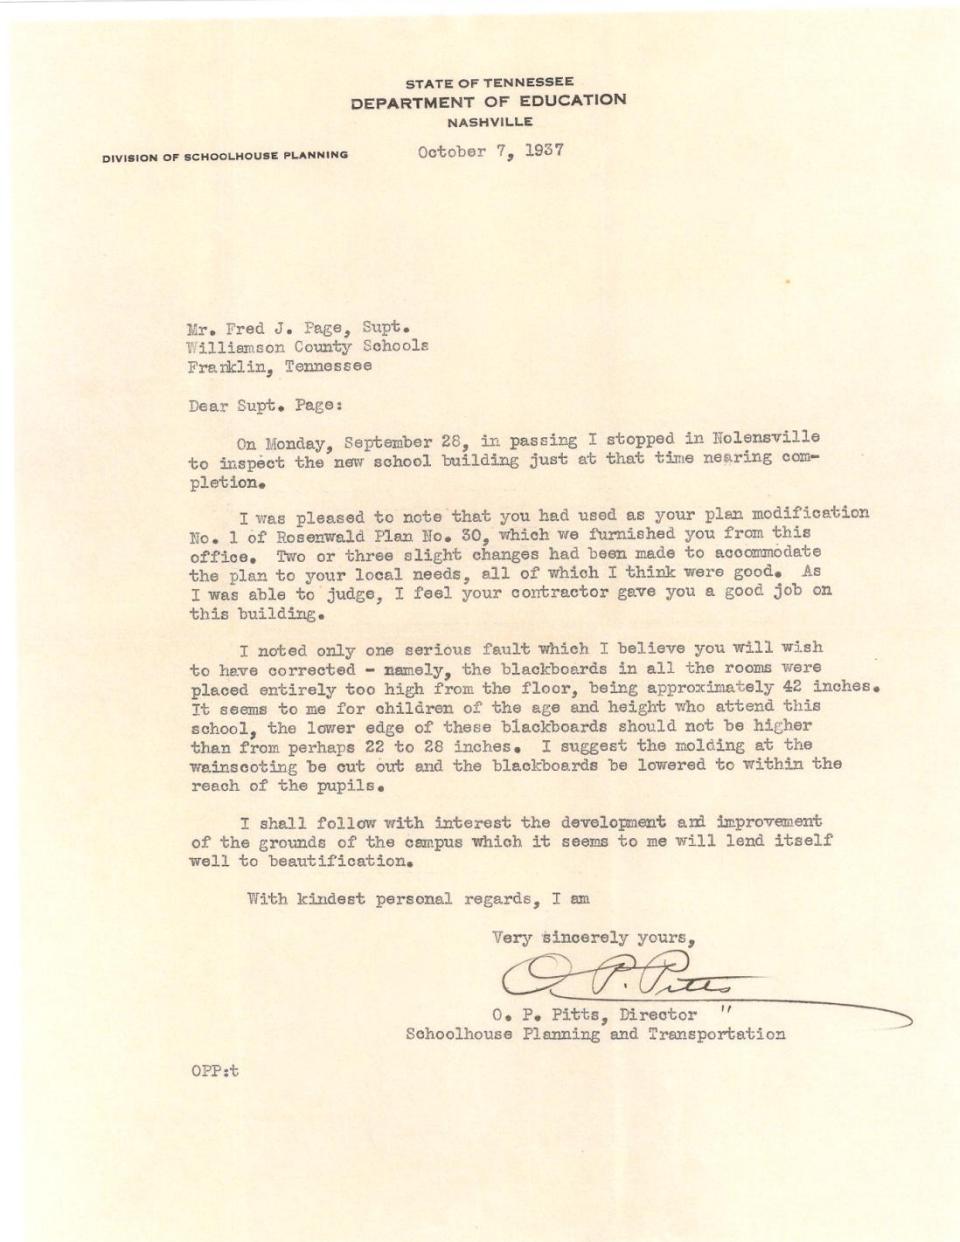 STATE OF TENNESSEE
DEPARTMENT OF EDUCATION
NASHVILLE
DIVISION OF SCHOOLHOUSE PLANNING
October 7, 1937
Mr. Fred J. Page, Supt.
Williamson County Schools
Franklin, Tennessee
Dear Supt. Page:
On Monday, September 28, in passing I stopped in Nolensville
to inspect the new school building just at that time nearing com-
pletion.
I was pleased to note that you had used as your plan modification
No. 1 of Rosenwald Plan No. 30, which we furnished you from this
office. Two or three slight changes had been made to accommodate
the plan to your local needs, all of which I think were good. As
I was able to judge, I feel your contractor gave you a good job on
this building.
I noted only one serious fault which I believe you will wish
to have corrected - namely, the blackboards in all the rooms were
placed entirely too high from the floor, being approximately 42 inches.
It seems to me for children of the age and height who attend this
school, the lower edge of these blackboards should not be higher
than from perhaps 22 to 28 inches. I suggest the molding at the
wainscoting be cut out and the blackboards be lowered to within the
reach of the pupils.
I shall follow with interest the development and improvement
of the grounds of the campus which it seems to me will lend itself
well to beautification.
With kindest personal regards, I am
Very sincerely yours,
O. P. Pitts
O. P. Pitts, Director "
Schoolhouse Planning and Transportation
OPP:t